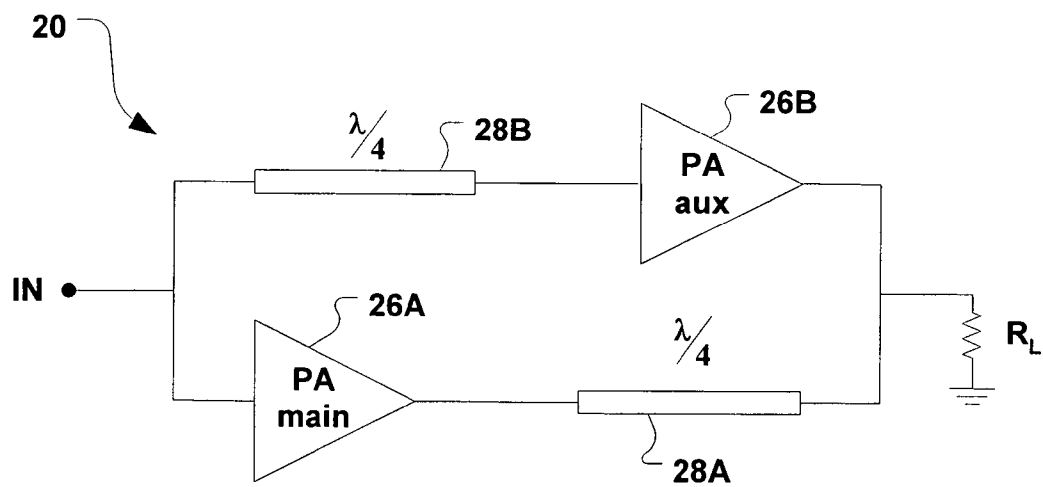 20
λ/4
28B
26B
PA
aux
IN
26A
PA
main
λ/4
28A
R_L